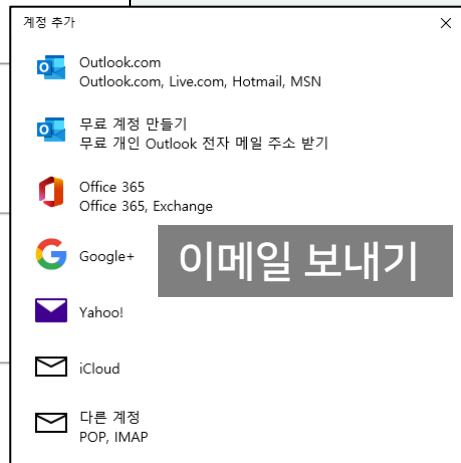 계정 추가
Outlook.com
Outlook.com, Live.com, Hotmail, MSN
무료 계정 만들기
무료 개인 Outlook 전자 메일 주소 받기
Office 365
Office 365, Exchange
Google+
이메일 보내기
Yahoo!
iCloud
다른 계정
POP, IMAP